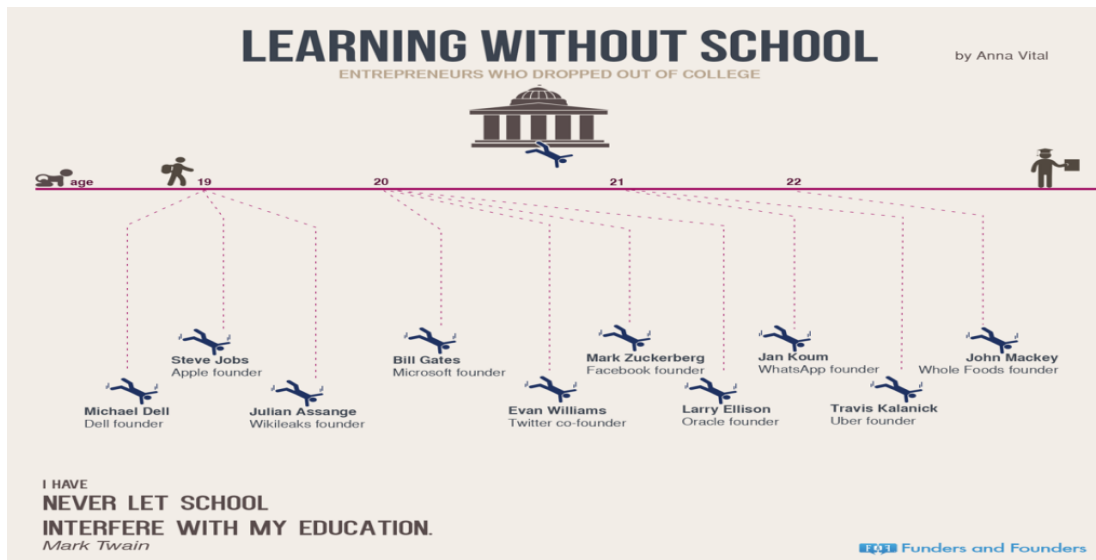 LEARNING WITHOUT SCHOOL
by Anna Vital
ENTREPRENEURS WHO DROPPED OUT OF COLLEGE
age 19 20 21 22
Steve Jobs
Apple founder
Bill Gates
Microsoft founder
Mark Zuckerberg
Facebook founder
Jan Koum
WhatsApp founder
John Mackey
Whole Foods founder
Michael Dell
Dell founder
Julian Assange
Wikileaks founder
Evan Williams
Twitter co-founder
Larry Ellison
Oracle founder
Travis Kalanick
Uber founder
I HAVE
NEVER LET SCHOOL
INTERFERE WITH MY EDUCATION.
Mark Twain
Funders and Founders